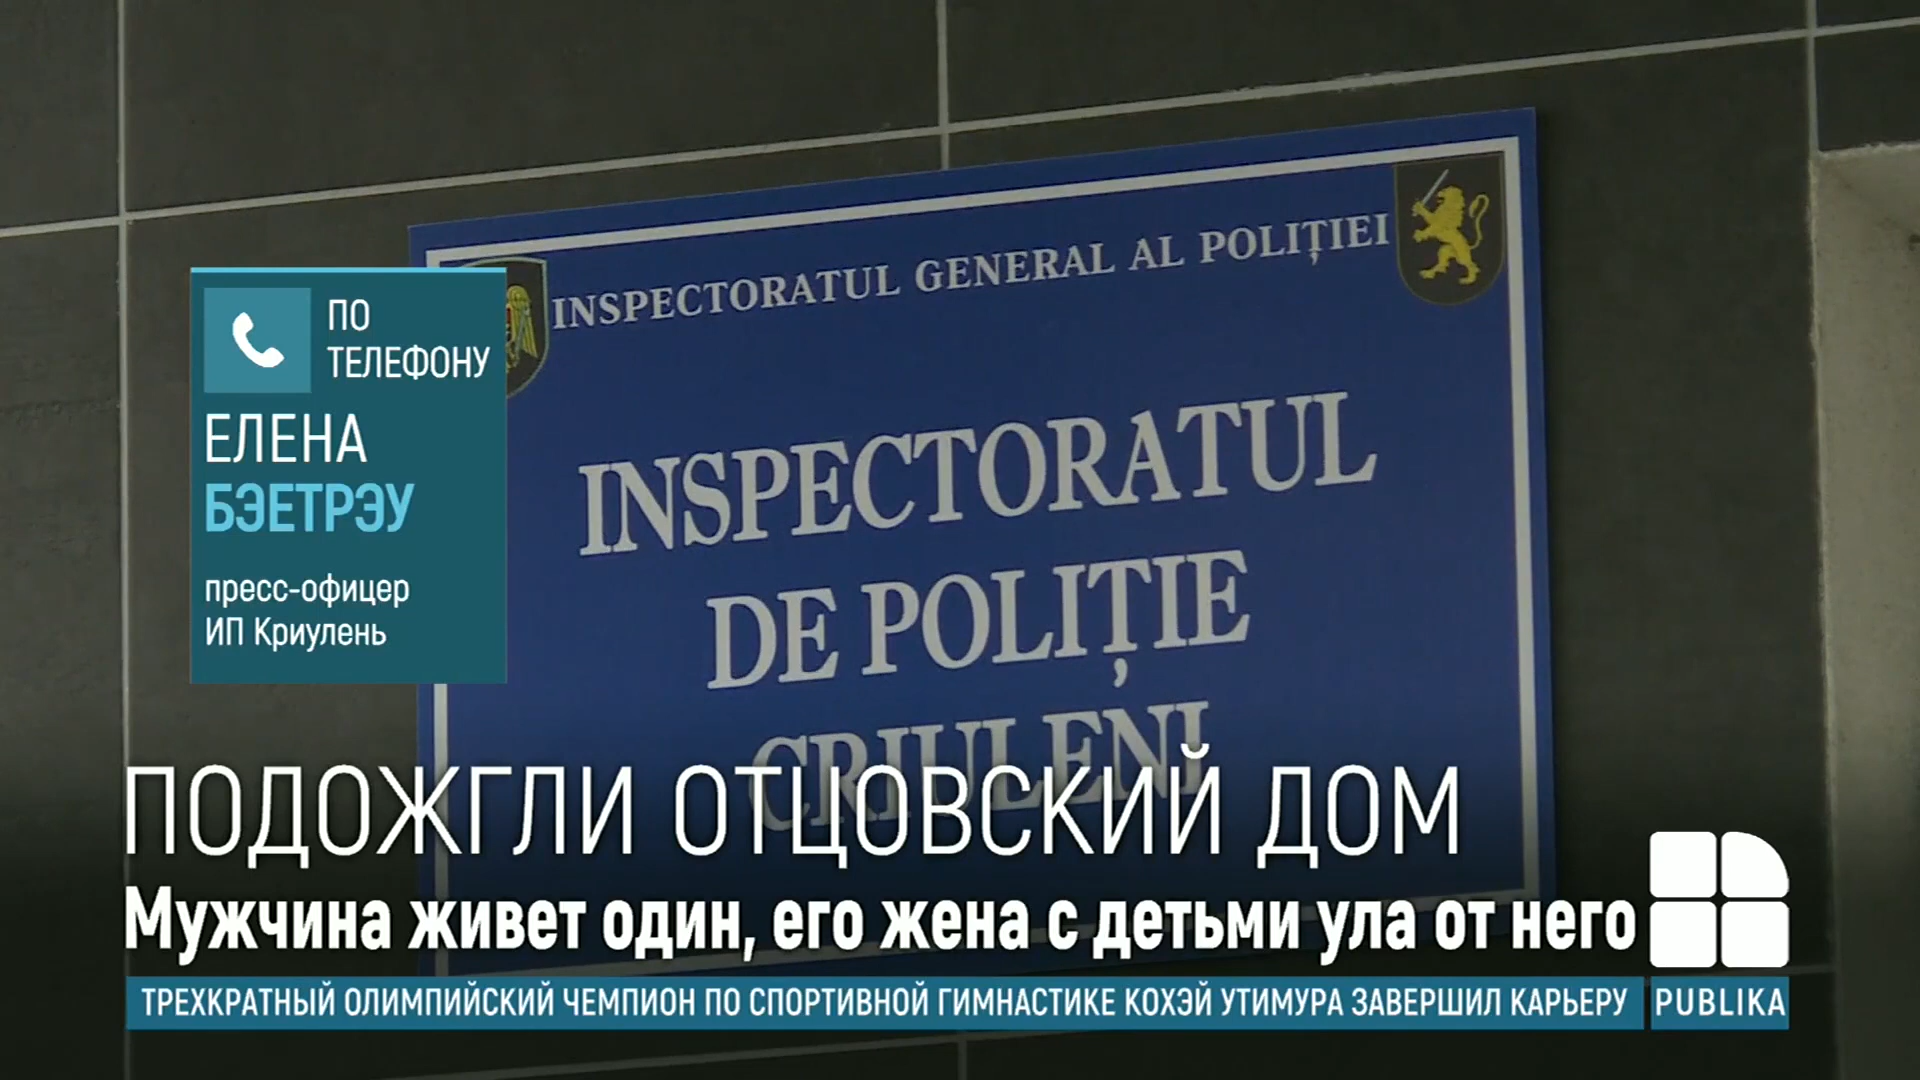 INSPECTORATUL GENERAL AL POLIȚIEI
INSPECTORATUL
DE POLIȚIE
CRIULENI
ПО
ТЕЛЕФОНУ
ЕЛЕНА
БЭЕТРЭУ
пресс-офицер
ИП Криулень
ПОДОЖГЛИ ОТЦОВСКИЙ ДОМ
Мужчина живет один, его жена с детьми ула от него
ТРЕХКРАТНЫЙ ОЛИМПИЙСКИЙ ЧЕМПИОН ПО СПОРТИВНОЙ ГИМНАСТИКЕ КОХЭЙ УТИМУРА ЗАВЕРШИЛ КАРЬЕРУ
PUBLIKA